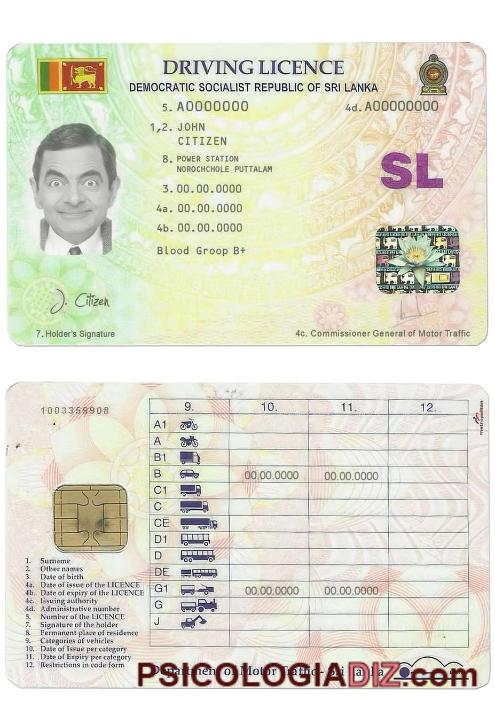 DRIVING LICENCE
DEMOCRATIC SOCIALIST REPUBLIC OF SRI LANKA
5. A0000000 4d. A00000000
1,2. JOHN
CITIZEN
8. POWER STATION
NOROCHCHOLE PUTTALAM
SL
3. 00.00.0000
4a. 00.00.0000
4b. 00.00.0000
Blood Group B+
J. Citizen
7. Holder's Signature 4c. Commissioner General of Motor Traffic
1003359908
9. 10. 11. 12.
A1
A
B1
B 00.00.0000 00.00.0000
C1
C
CE
D1
D
DE
G1 00.00.0000 00.00.0000
G
J
1. Surname
2. Other names
3. Date of birth
4a. Date of issue of the LICENCE
4b. Date of expiry of the LICENCE
4c. Issuing authority
4d. Administrative number
5. Number of the LICENCE
7. Signature of the holder
8. Permanent place of residence
9. Categories of vehicles
10. Date of Issue per category
11. Date of Expiry per category
12. Restrictions in code form
Department of Motor Traffic - Sri Lanka
PSICOLOGIADIZ.com